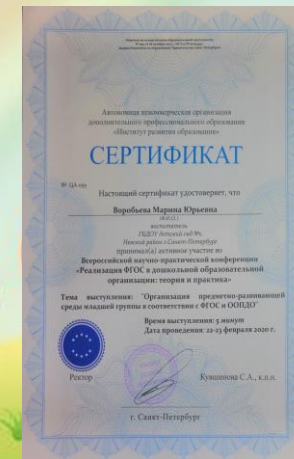 Автономная некоммерческая организация
дополнительного профессионального образования
«Институт развития образования»
СЕРТИФИКАТ
№ ЦА
Настоящий сертификат удостоверяет, что
Воробьева Марина Юрьевна
(Ф.И.О.)
воспитатель
ГБДОУ детский сад №
Невский район г.Санкт-Петербург
принимал(а) активное участие во
Всероссийской научно-практической конференции
«Реализация ФГОС в дошкольной образовательной
организации: теория и практика»
Тема выступления: "Организация предметно-развивающей
среды младшей группы в соответствии с ФГОС и ООПДО"
Время выступления: 5 минут
Дата проведения: 22-23 февраля 2020 г.
Ректор
Кувшинова С.А., к.п.н.
г. Санкт-Петербург